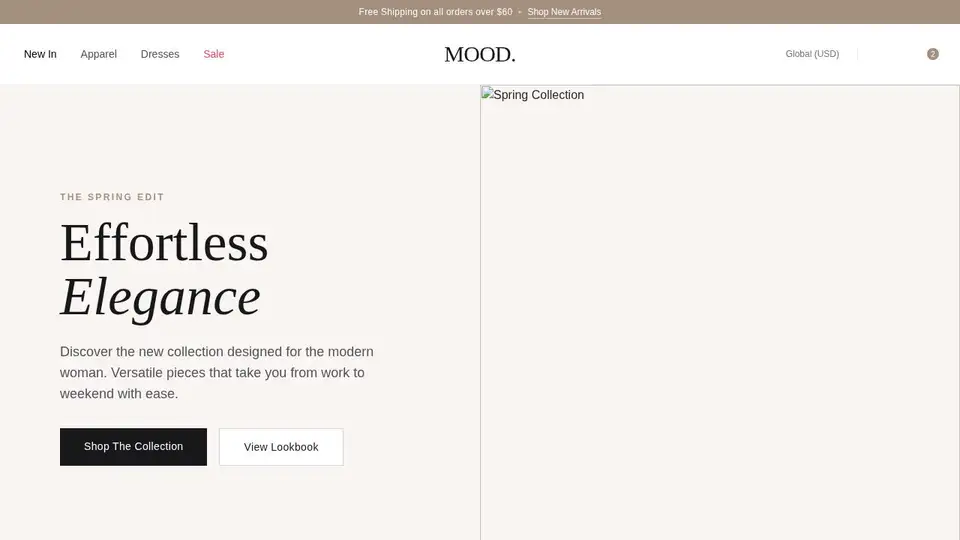 Free Shipping on all orders over $60 • Shop New Arrivals
New In Apparel Dresses Sale
MOOD.
Global (USD)
2
Spring Collection
THE SPRING EDIT
Effortless
Elegance
Discover the new collection designed for the modern
woman. Versatile pieces that take you from work to
weekend with ease.
Shop The Collection
View Lookbook